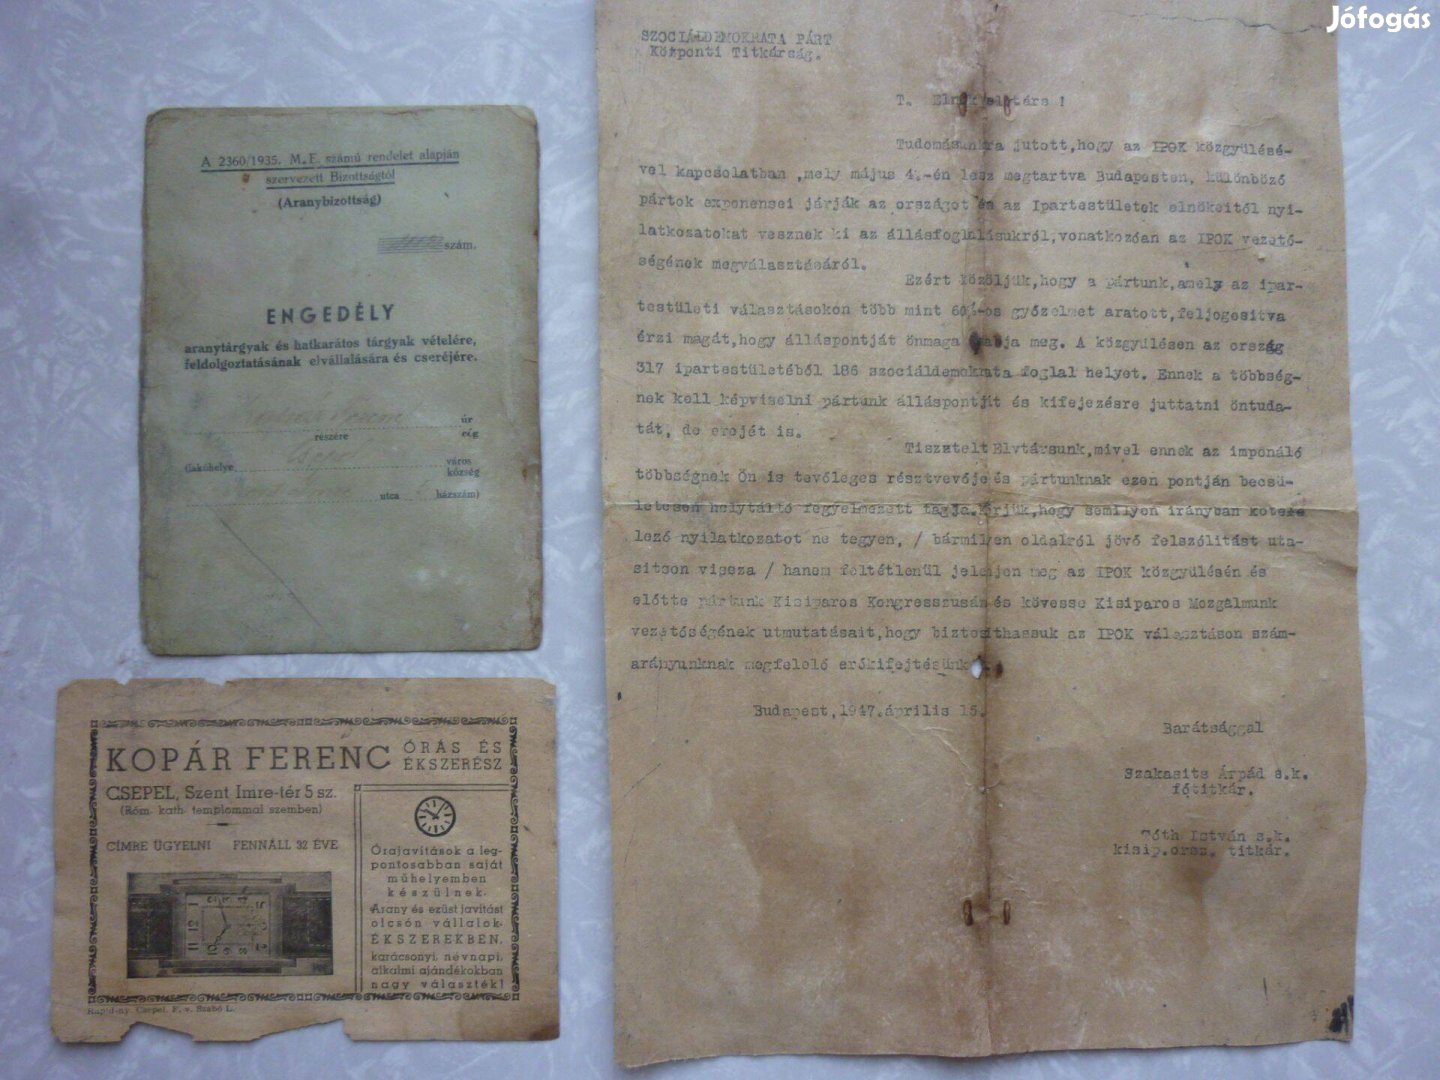 Jófogás
A 2360/1935. M.E. számú rendelet alapján
szervezett Bizottságtól
(Aranybizottság)
szám.
ENGEDÉLY
aranytárgyak és hatkarátos tárgyak vételére,
feldolgoztatásának elvállalására és cseréjére.
úr
részére
cég
(lakóhelye
város
község
utca
házszám)
KOPÁR FERENC
ÓRÁS ÉS
ÉKSZERÉSZ
CSEPEL, Szent Imre-tér 5 sz.
(Róm. kath. templommal szemben)
CÍMRE ÜGYELNI FENNÁLL 32 ÉVE
Órajavítások a leg-
pontosabban saját
műhelyemben
készülnek.
Arany és ezüst javítást
olcsón vállalok.
ÉKSZEREKBEN,
karácsonyi, névnapi,
alkalmi ajándékokban
nagy választék!
Rapid-ny. Csepel. F. v. Szabó L.
SZOCIÁLDEMOKRATA PÁRT
Központi Titkárság.
T. Elnökelvtárs !
Tudomásunkra jutott,hogy az IPOK közgyülésé-
vel kapcsolatban ,mely május 4.-én lesz megtartva Budapesten, különböző
pártok exponensei járják az országot és az Ipartestületek elnökeitől nyi-
latkozatokat vesznek ki az állásfoglalásukról,vonatkozóan az IPOK vezető-
ségének megválasztásáról.
Ezért közöljük,hogy a pártunk,amely az ipar-
testületi választásokon több mint 60%-os győzelmet aratott,feljogositva
érzi magát,hogy álláspontját önmaga szabja meg. A közgyülésen az ország
317 ipartestületéből 186 szociáldemokrata foglal helyet. Ennek a többség-
nek kell képviselni pártunk álláspontját és kifejezésre juttatni öntuda-
tát, de erejét is.
Tisztelt Elvtársunk,mivel ennek az imponáló
többségnek Ön is tevőleges résztvevője és pártunknak ezen pontján becsü-
letesen helytálló fegyelmezett tagja.Kérjük,hogy semilyen irányban kötele
lező nyilatkozatot ne tegyen, / bármilyen oldalról jövő felszólitást uta-
sitson vissza / hanem feltétlenül jelenjen meg az IPOK közgyülésén és
előtte pártunk Kisiparos Kongresszusán és kövesse Kisiparos Mozgalmunk
vezetőségének utmutatásait,hogy biztosithassuk az IPOK választáson szám-
arányunknak megfelelő erőkifejtésünket.
Budapest,1947.április 15.
Barátsággal
Szakasits Árpád s.k.
főtitkár.
Tóth István s.k.
kisip.orsz. titkár.